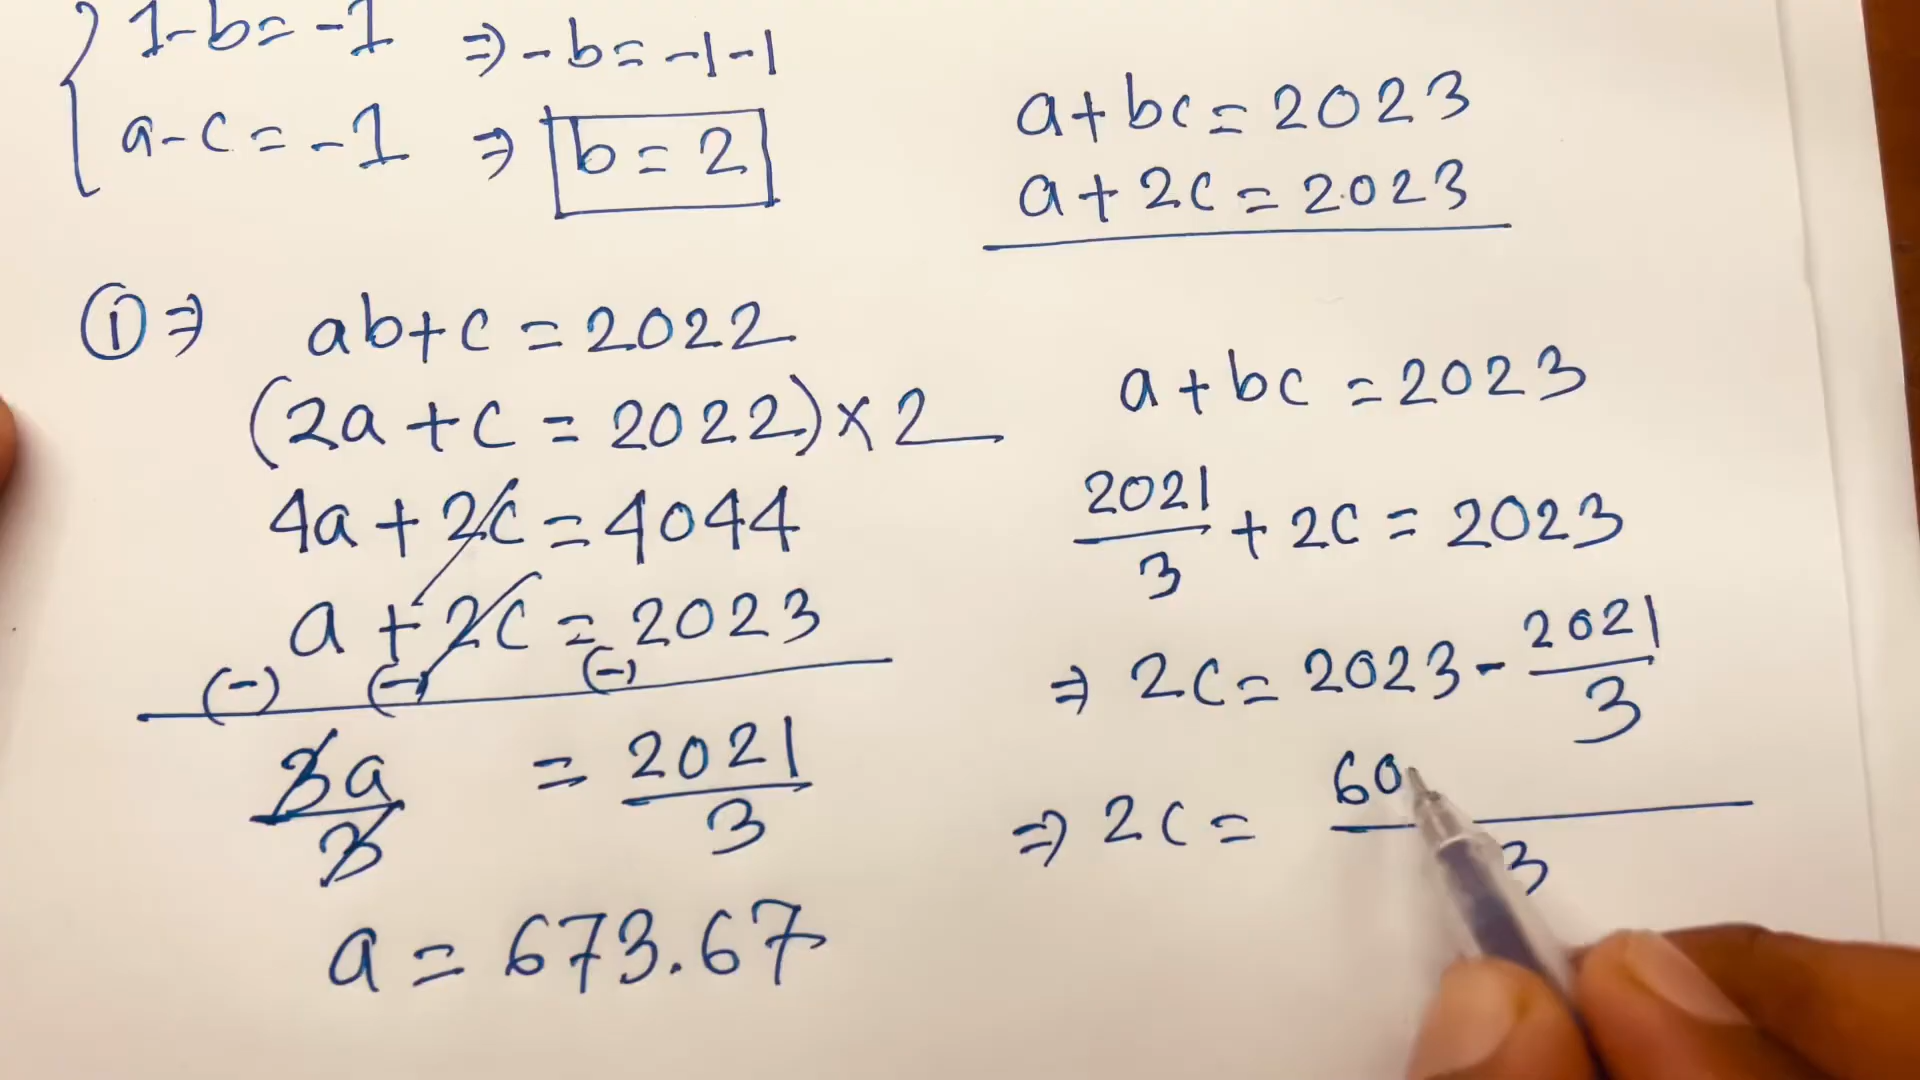 1-b= -1 ⇒ -b= -1-1
a-c= -1 ⇒ b= 2
a+bc= 2023
a+ 2c= 2023
① ⇒ ab+c = 2022
(2a + c = 2022) × 2
4a + 2c = 4044
a + 2c = 2023
(-) (-) (-)
3a/3 = 2021/3
a = 673.67
a + bc = 2023
2021/3 + 2c = 2023
⇒ 2c = 2023 - 2021/3
⇒ 2c = 60/3